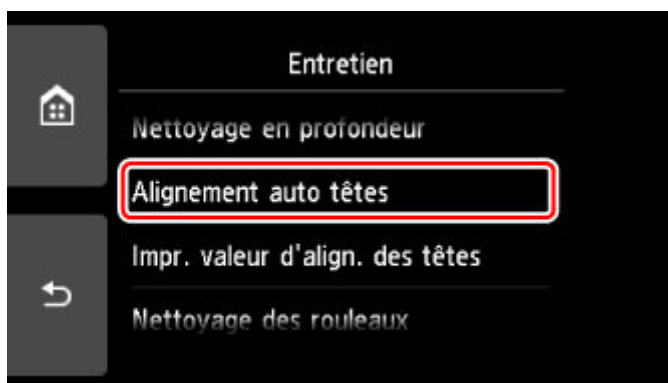 Entretien
Nettoyage en profondeur
Alignement auto têtes
Impr. valeur d'align. des têtes
Nettoyage des rouleaux